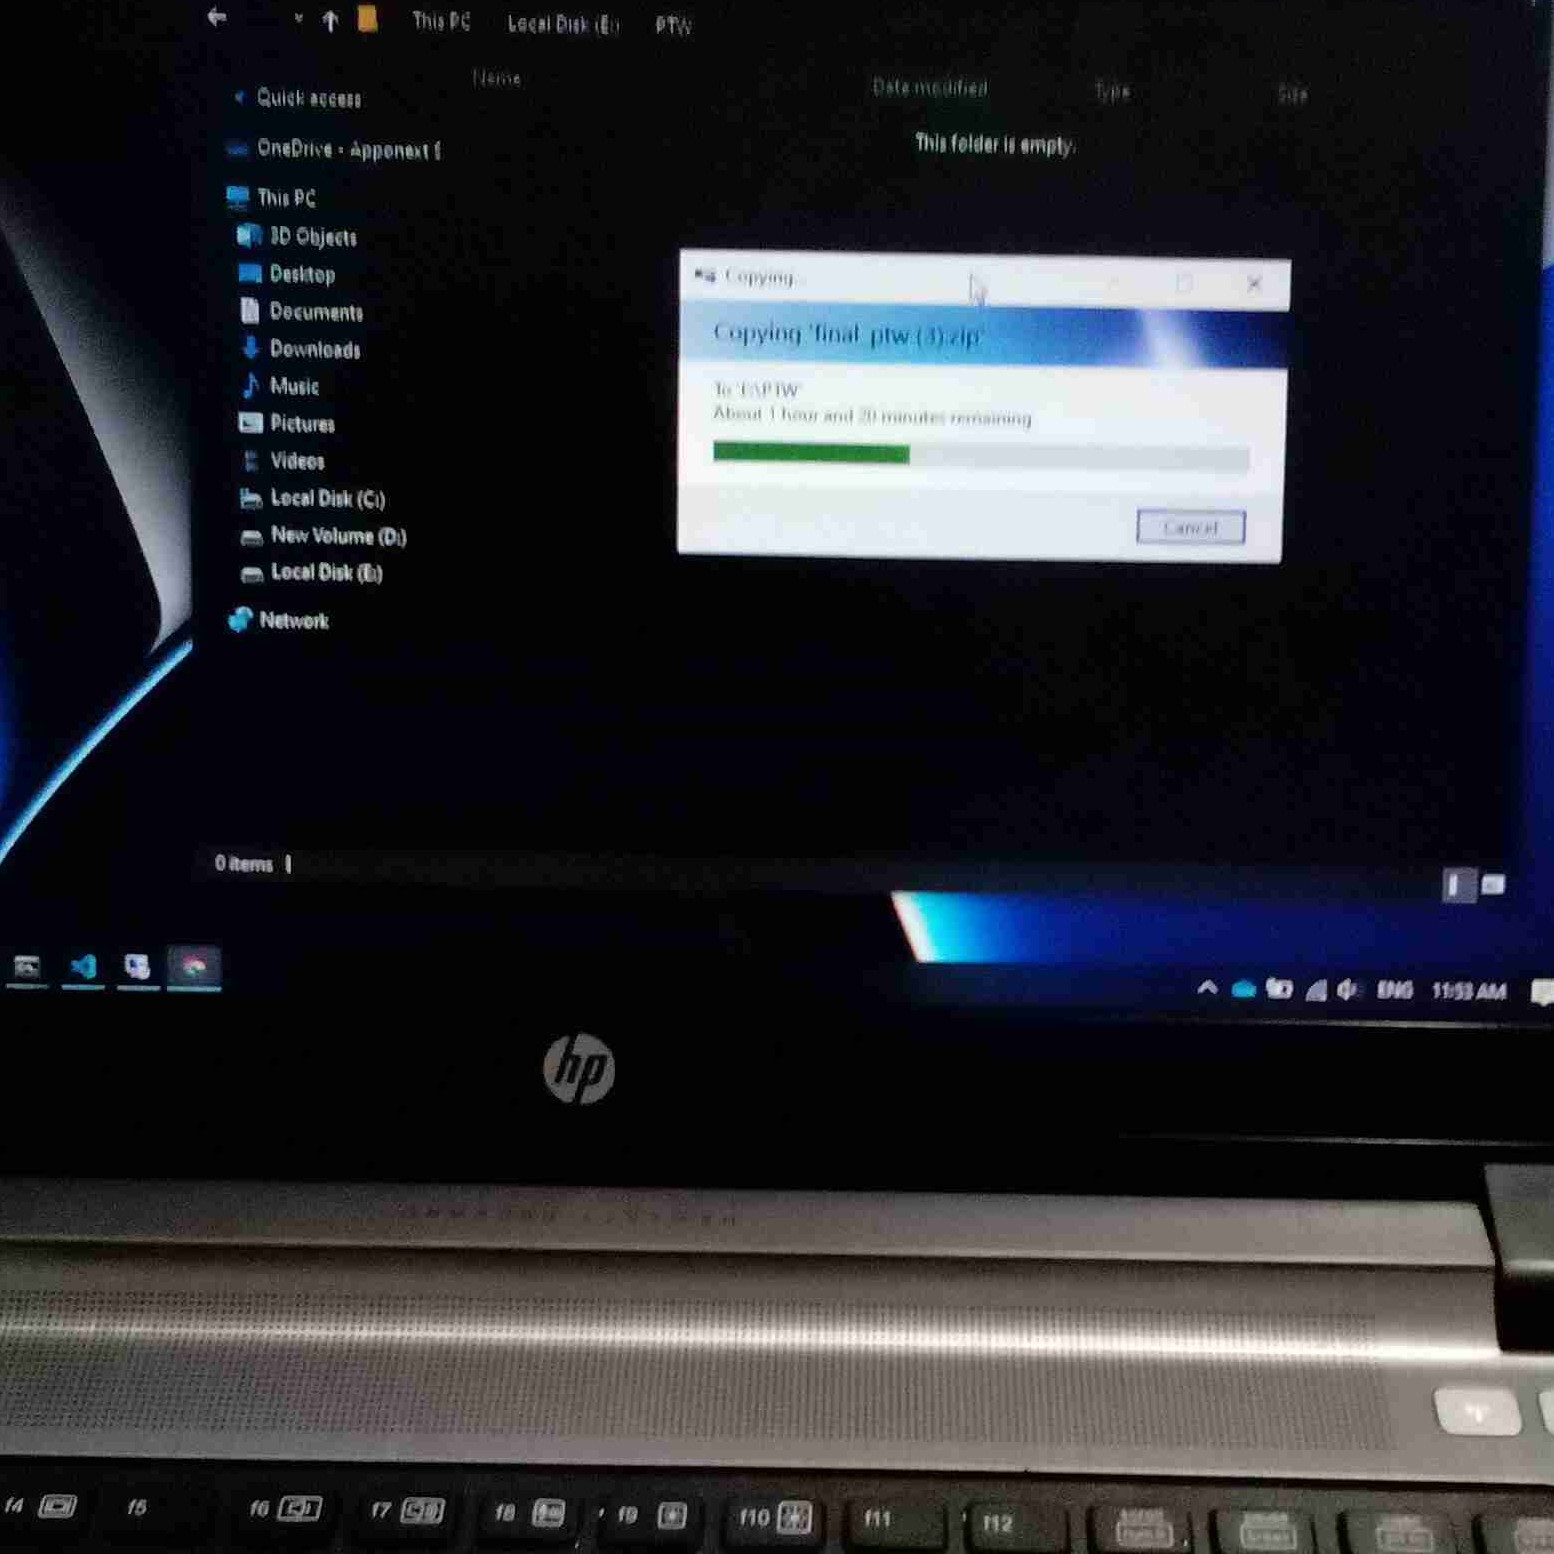 This PC   Local Disk (E:)   PTW
Name   Date modified   Type   Size
Quick access
This folder is empty.
OneDrive - Apponext
This PC
3D Objects
Desktop
Documents
Downloads
Music
Pictures
Videos
Local Disk (C:)
New Volume (D:)
Local Disk (E:)
Network
Copying...
Copying 'final_ptw (3).zip'
To 'E:\PTW'
About 1 hour and 20 minutes remaining
Cancel
0 items
ENG   11:53 AM
hp
f4   f5   f6   f7   f8   f9   f10   f11   f12